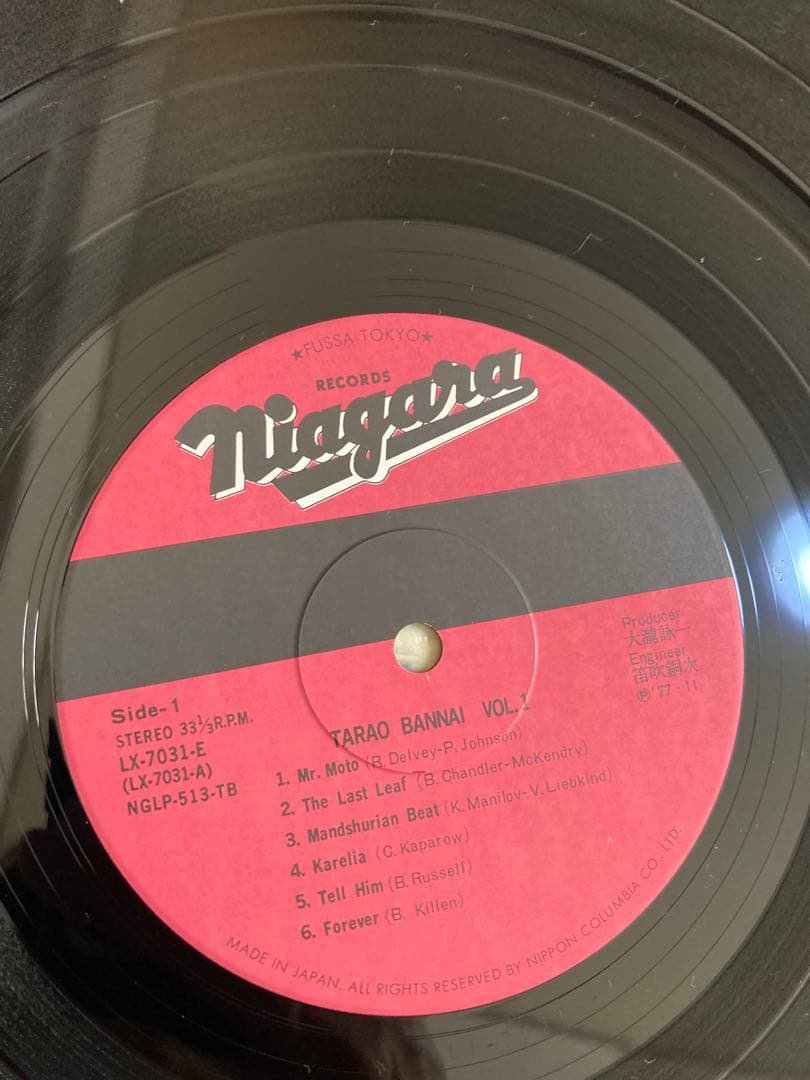 ★FUSSA-TOKYO★
RECORDS
Niagara
Producer
大瀧詠一
Engineer
笛吹銅次
Ⓟ'77・11
Side-1
STEREO 33⅓R.P.M.
LX-7031-E
(LX-7031-A)
NGLP-513-TB
TARAO BANNAI VOL.1
1. Mr. Moto (R. Delvey-P. Johnson)
2. The Last Leaf (B. Chandler-McKendry)
3. Mandshurian Beat (K. Manilov-V. Liebkind)
4. Karelia (C. Kaparow)
5. Tell Him (B. Russell)
6. Forever (B. Killen)
MADE IN JAPAN. ALL RIGHTS RESERVED BY NIPPON COLUMBIA CO., LTD.